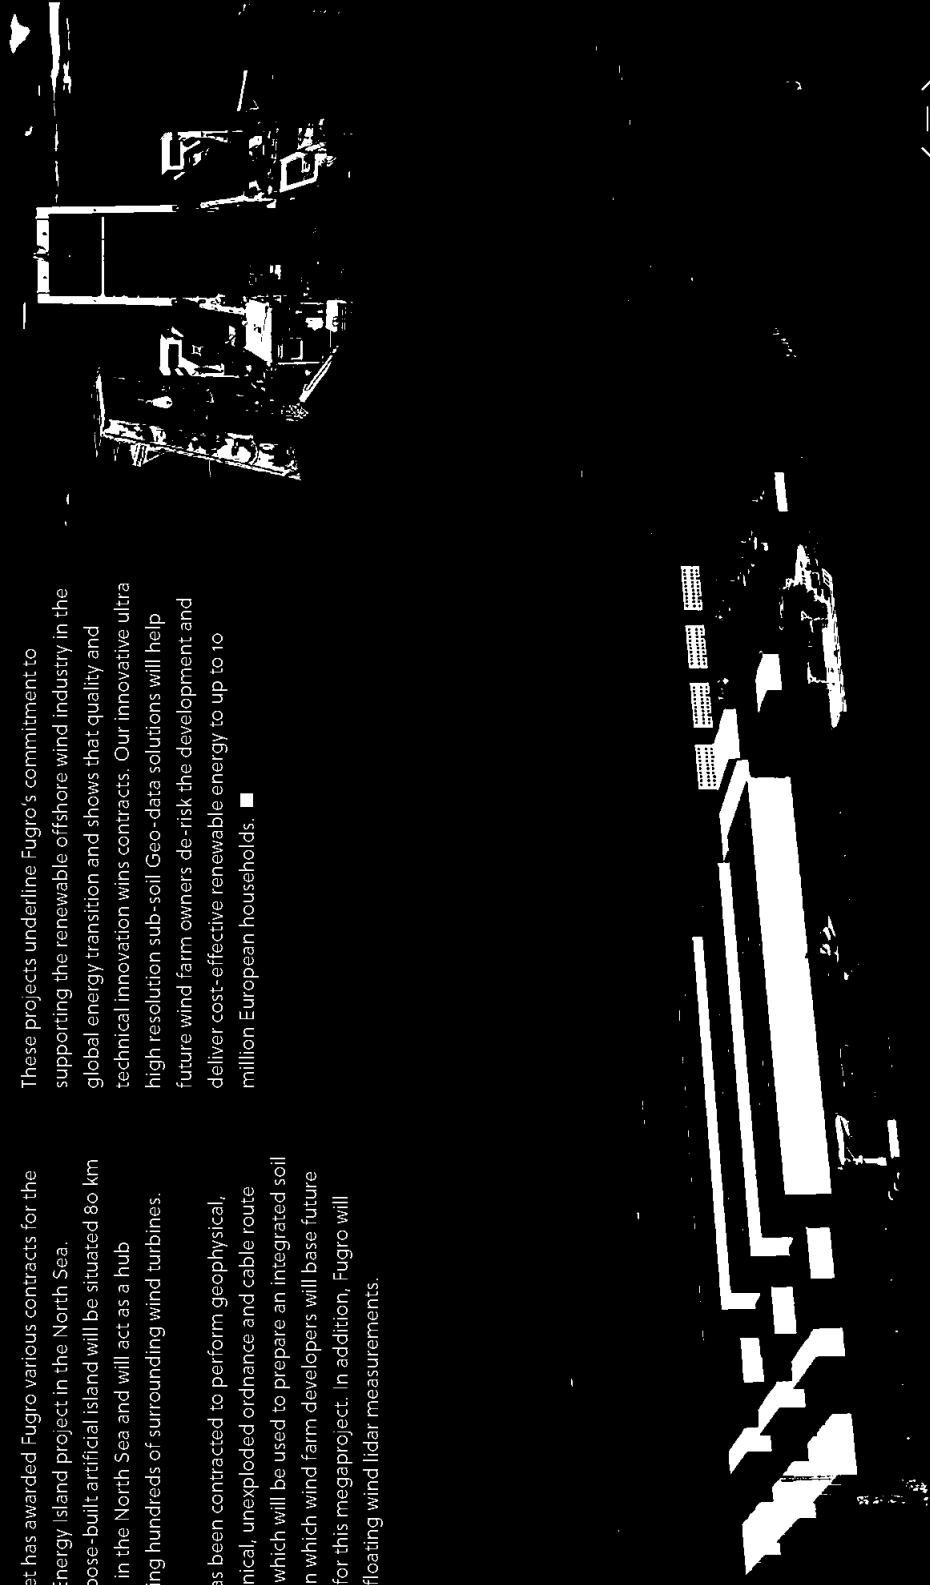 et has awarded Fugro various contracts for the
Energy Island project in the North Sea.
ose-built artificial island will be situated 80 km
in the North Sea and will act as a hub
ing hundreds of surrounding wind turbines.
as been contracted to perform geophysical,
nical, unexploded ordnance and cable route
which will be used to prepare an integrated soil
n which wind farm developers will base future
for this megaproject. In addition, Fugro will
floating wind lidar measurements.
These projects underline Fugro's commitment to
supporting the renewable offshore wind industry in the
global energy transition and shows that quality and
technical innovation wins contracts. Our innovative ultra
high resolution sub-soil Geo-data solutions will help
future wind farm owners de-risk the development and
deliver cost-effective renewable energy to up to 10
million European households.